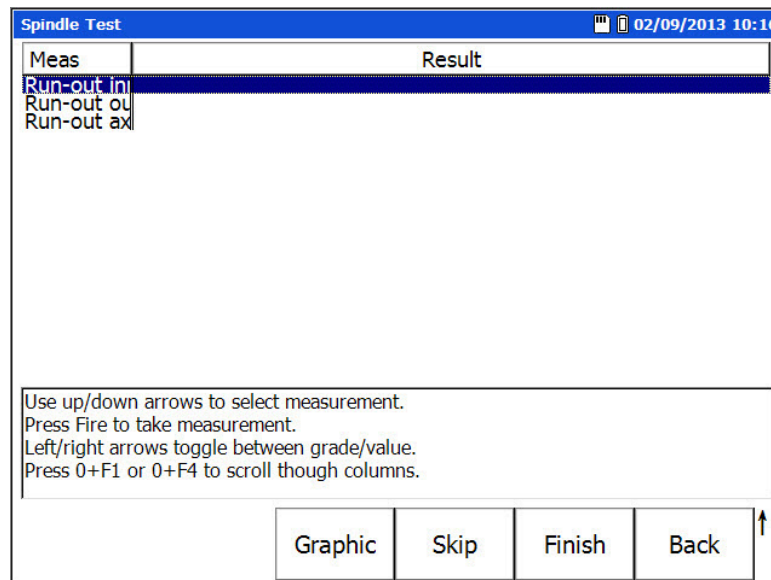 Spindle Test 02/09/2013 10:16
Meas Result
Run-out in
Run-out ou
Run-out ax
Use up/down arrows to select measurement.
Press Fire to take measurement.
Left/right arrows toggle between grade/value.
Press 0+F1 or 0+F4 to scroll though columns.
Graphic Skip Finish Back